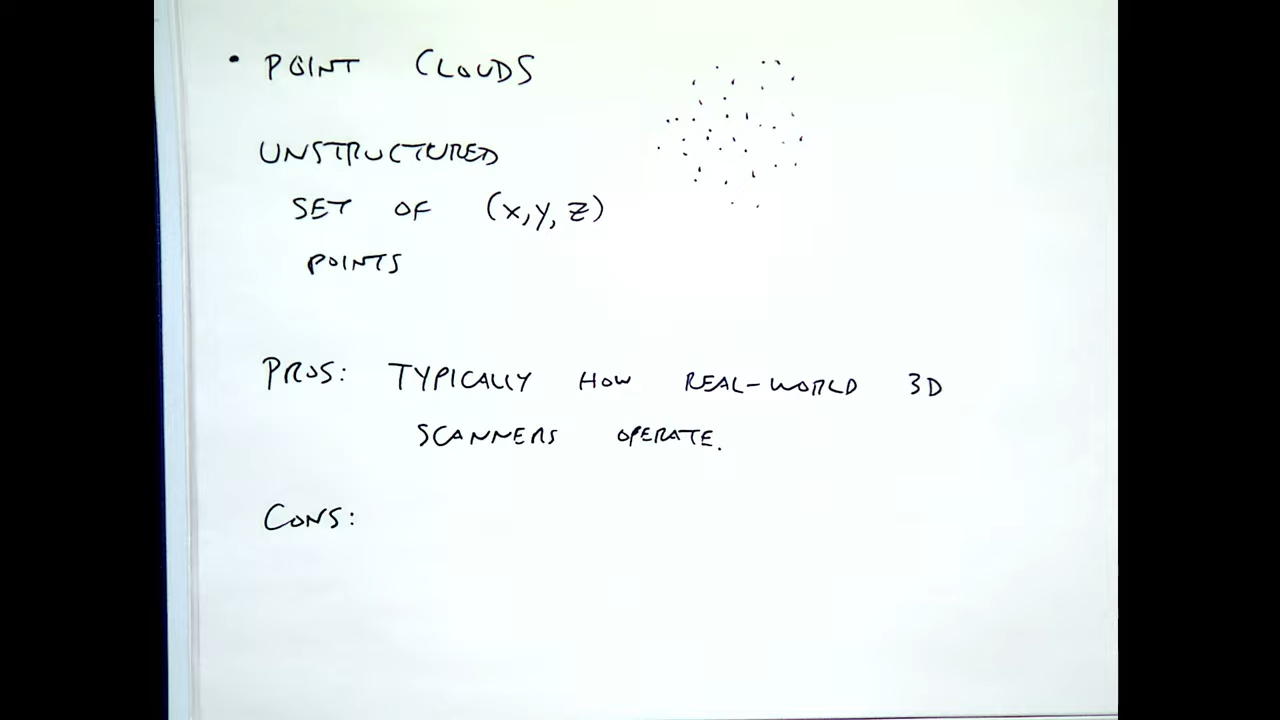 • POINT CLOUDS
UNSTRUCTURED
SET OF (x,y,z)
POINTS
PROS: TYPICALLY HOW REAL-WORLD 3D
SCANNERS OPERATE.
CONS: